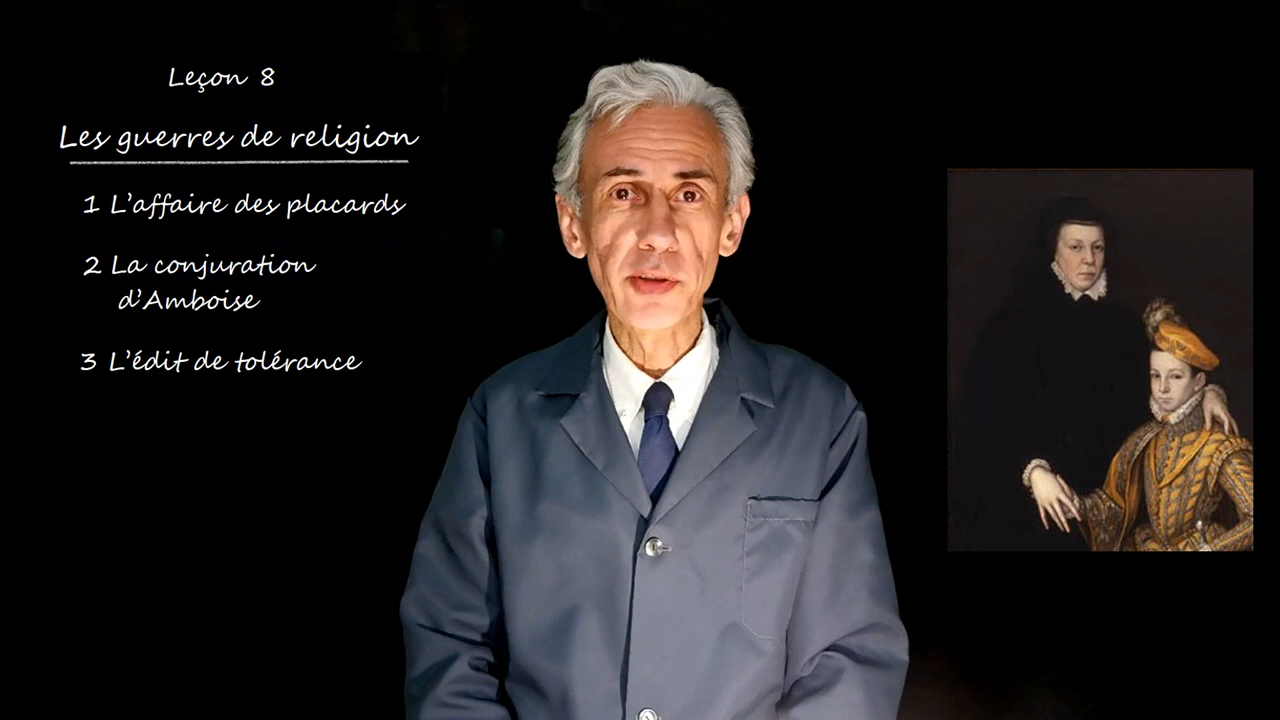 Leçon 8
Les guerres de religion
1 L'affaire des placards
2 La conjuration
d'Amboise
3 L'édit de tolérance